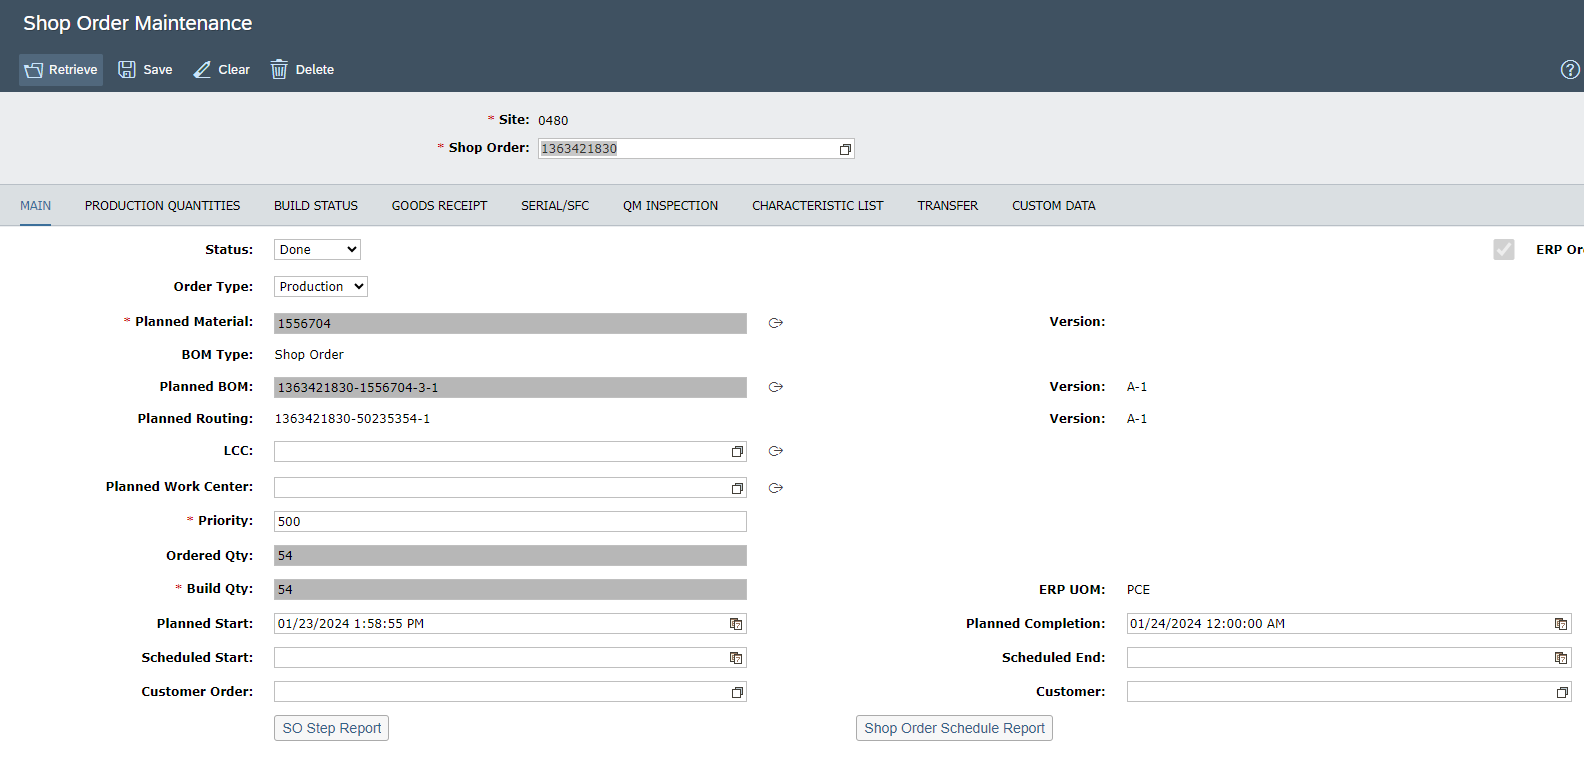 Shop Order Maintenance
Retrieve Save Clear Delete
* Site: 0480
* Shop Order: 1363421830
MAIN PRODUCTION QUANTITIES BUILD STATUS GOODS RECEIPT SERIAL/SFC QM INSPECTION CHARACTERISTIC LIST TRANSFER CUSTOM DATA
Status: Done ERP Or
Order Type: Production
* Planned Material: 1556704 Version:
BOM Type: Shop Order
Planned BOM: 1363421830-1556704-3-1 Version: A-1
Planned Routing: 1363421830-50235354-1 Version: A-1
LCC:
Planned Work Center:
* Priority: 500
Ordered Qty: 54
* Build Qty: 54 ERP UOM: PCE
Planned Start: 01/23/2024 1:58:55 PM Planned Completion: 01/24/2024 12:00:00 AM
Scheduled Start: Scheduled End:
Customer Order: Customer:
SO Step Report Shop Order Schedule Report